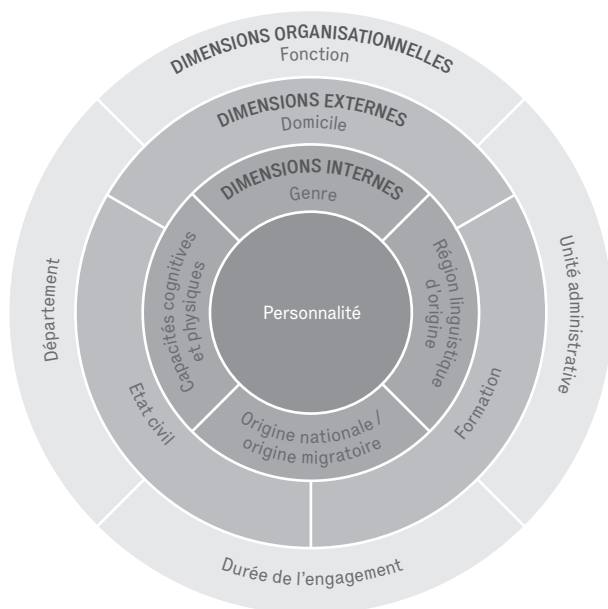 DIMENSIONS ORGANISATIONNELLES
Fonction
DIMENSIONS EXTERNES
Domicile
DIMENSIONS INTERNES
Genre
Capacités cognitives
et physiques
Région linguistique
d'origine
Personnalité
Département
Unité administrative
Etat civil
Formation
Origine nationale /
origine migratoire
Durée de l'engagement